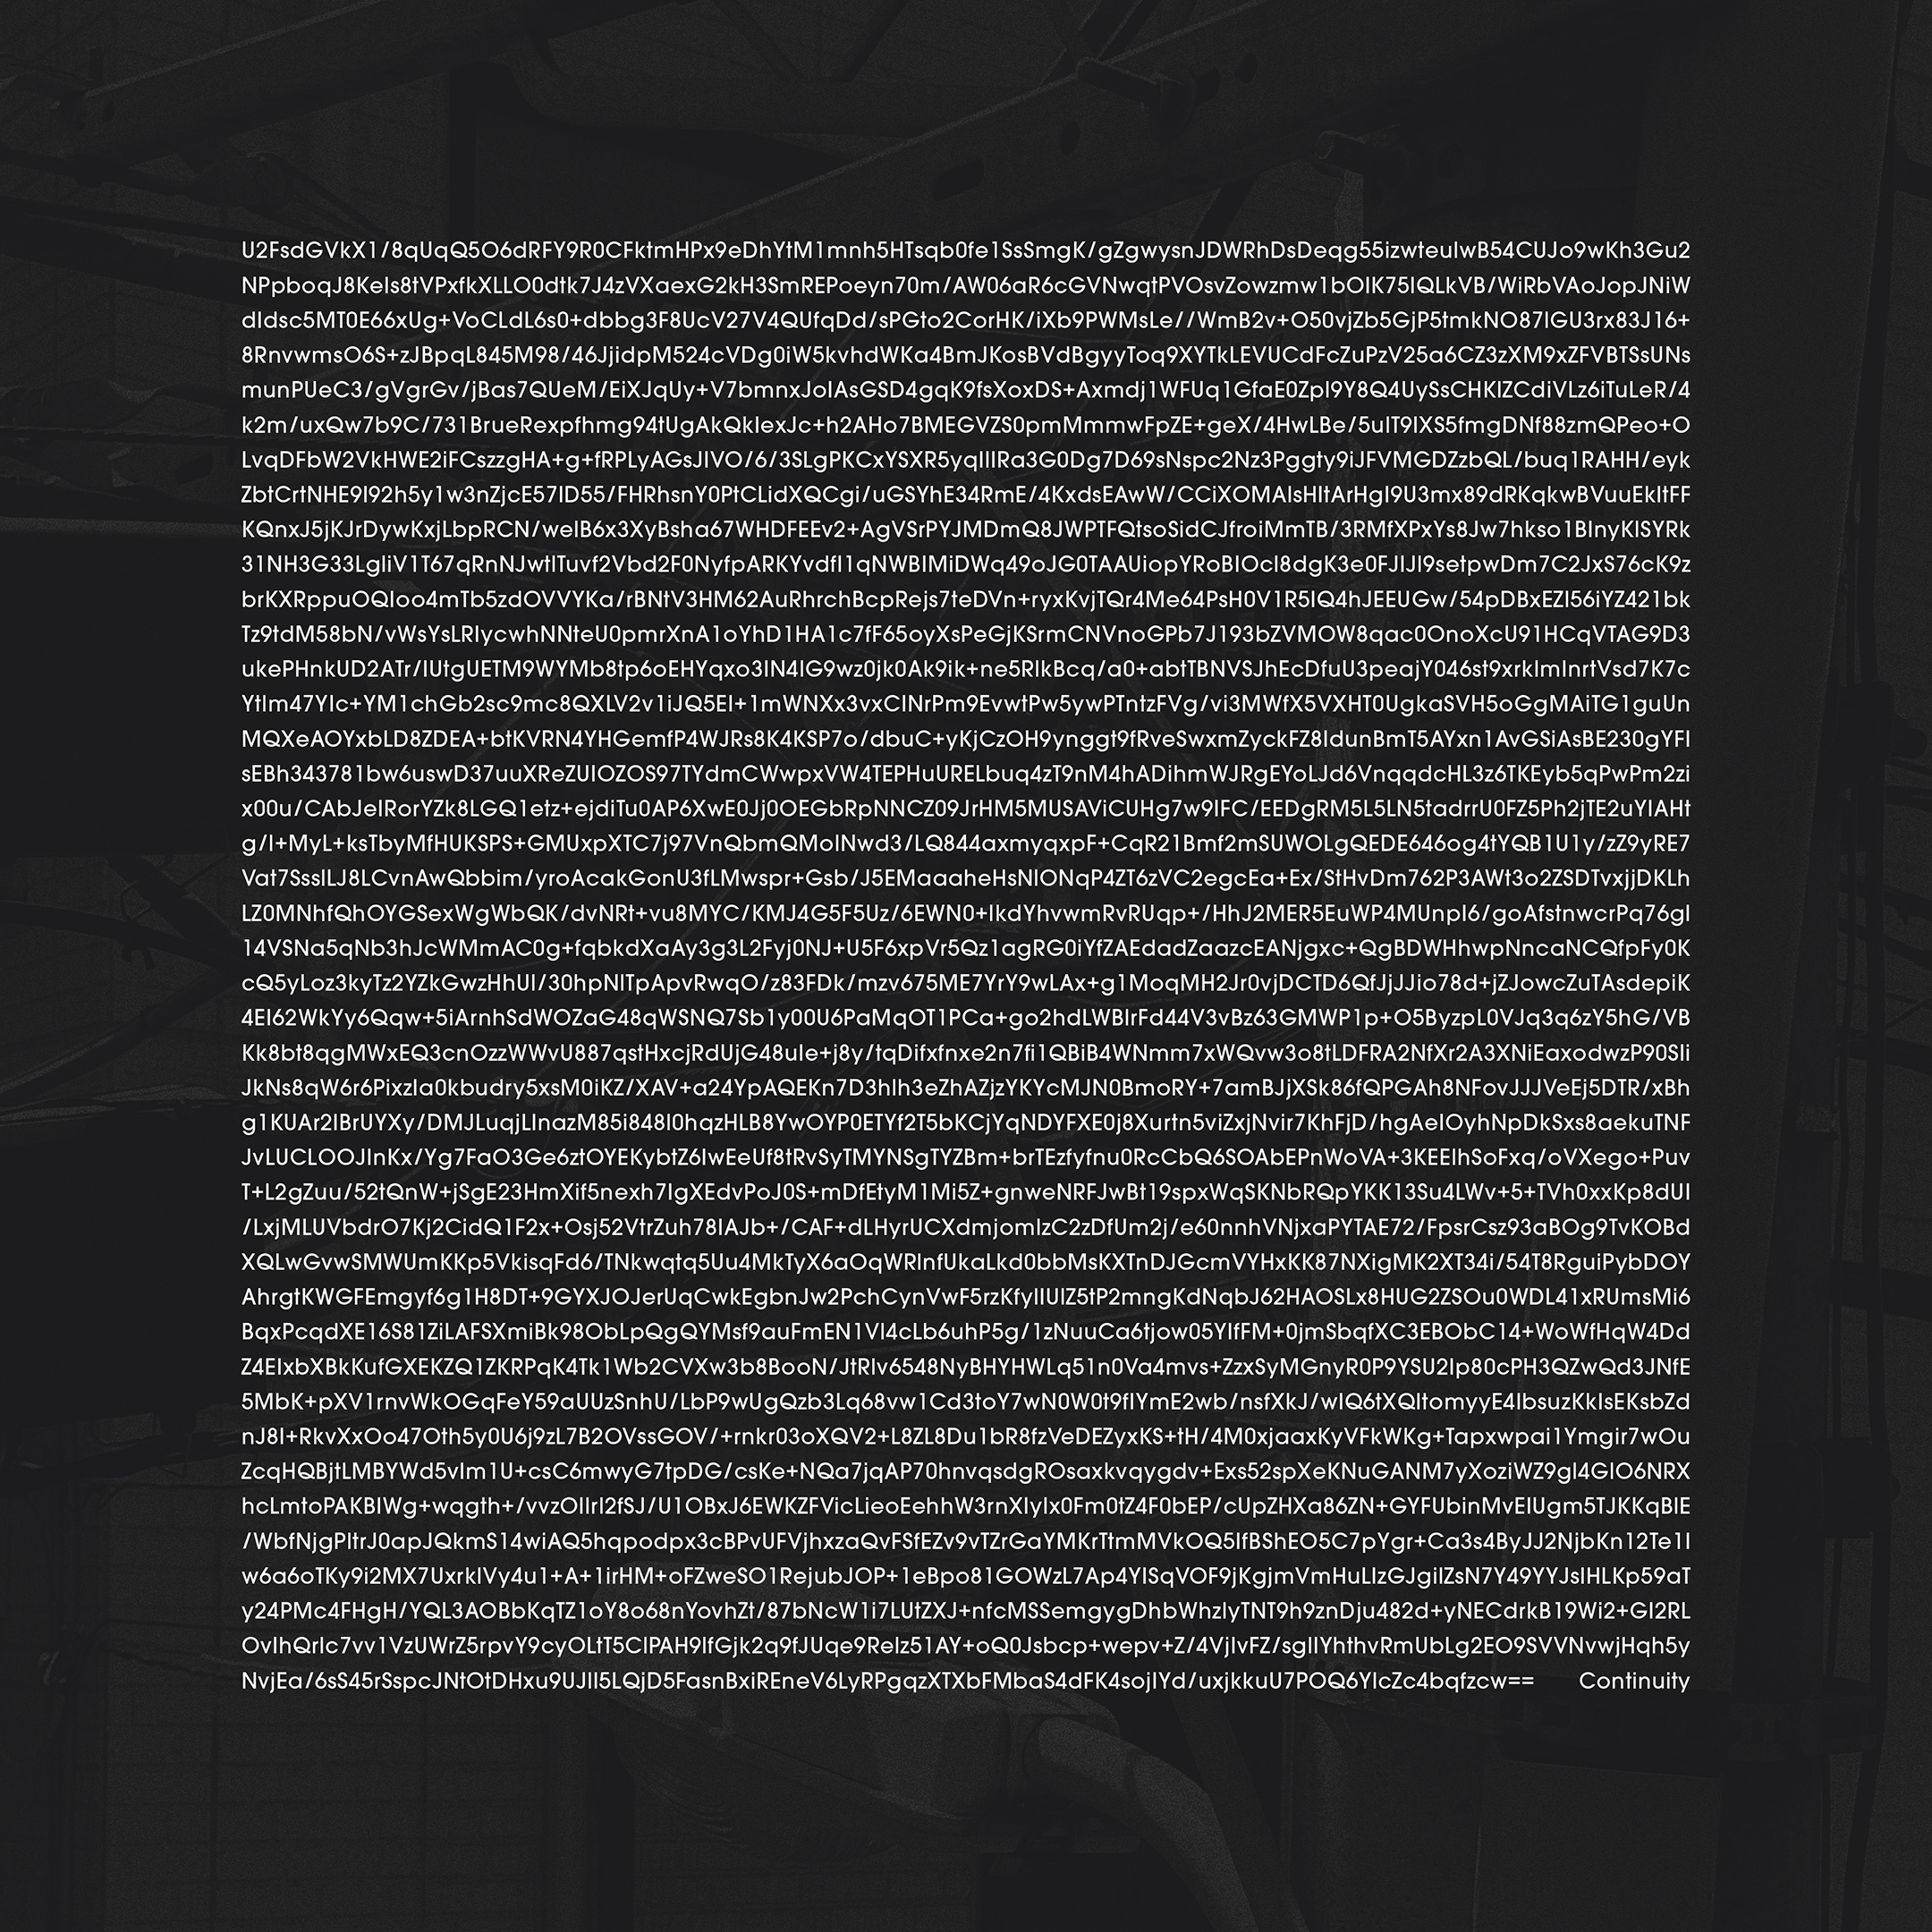 U2FsdGVkX1/8qUqQ5O6dRFY9R0CFktmHPx9eDhYtM1mnh5HTsqb0fe1SsSmgK/gZgwysnJDWRhDsDeqg55izwteulwB54CUJo9wKh3Gu2
NPpboqJ8KeIs8tVPxfkXLLO0dtk7J4zVXaexG2kH3SmREPoeyn70m/AW06aR6cGVNwqtPVOsvZowzmw1bOIK75IQLkVB/WiRbVAoJopJNiW
dIdsc5MT0E66xUg+VoCLdL6s0+dbbg3F8UcV27V4QUfqDd/sPGto2CorHK/iXb9PWMsLe//WmB2v+O50vjZb5GjP5tmkNO87lGU3rx83J16+
8RnvwmsO6S+zJBpqL845M98/46JjidpM524cVDg0iW5kvhdWKa4BmJKosBVdBgyyToq9XYTkLEVUCdFcZuPzV25a6CZ3zXM9xZFVBTSsUNs
munPUeC3/gVgrGv/jBas7QUeM/EiXJqUy+V7bmnxJolAsGSD4gqK9fsXoxDS+Axmdj1WFUq1GfaE0Zpl9Y8Q4UySsCHKIZCdiVLz6iTuLeR/4
k2m/uxQw7b9C/731BrueRexpfhmg94tUgAkQkIexJc+h2AHo7BMEGVZS0pmMmmwFpZE+geX/4HwLBe/5uIT9IXS5fmgDNf88zmQPeo+O
LvqDFbW2VkHWE2iFCszzgHA+g+fRPLyAGsJIVO/6/3SLgPKCxYSXR5yqIIIRa3G0Dg7D69sNspc2Nz3Pggty9iJFVMGDZzbQL/buq1RAHH/eyk
ZbtCrtNHE9I92h5y1w3nZjcE57ID55/FHRhsnY0PtCLidXQCgi/uGSYhE34RmE/4KxdsEAwW/CCiXOMAIsHItArHgI9U3mx89dRKqkwBVuuEkItFF
KQnxJ5jKJrDywKxjLbpRCN/weIB6x3XyBsha67WHDFEEv2+AgVSrPYJMDmQ8JWPTFQtsoSidCJfroiMmTB/3RMfXPxYs8Jw7hkso1BInyKISYRk
31NH3G33LgIiV1T67qRnNJwtITuvf2Vbd2F0NyfpARKYvdfI1qNWBIMiDWq49oJG0TAAUiopYRoBIOcI8dgK3e0FJIJI9setpwDm7C2JxS76cK9z
brKXRppuOQIoo4mTb5zdOVVYKa/rBNtV3HM62AuRhrchBcpRejs7teDVn+ryxKvjTQr4Me64PsH0V1R5IQ4hJEEUGw/54pDBxEZI56iYZ421bk
Tz9tdM58bN/vWsYsLRIycwhNNteU0pmrXnA1oYhD1HA1c7fF65oyXsPeGjKSrmCNVnoGPb7J193bZVMOW8qac0OnoXcU91HCqVTAG9D3
ukePHnkUD2ATr/IUtgUETM9WYMb8tp6oEHYqxo3IN4IG9wz0jk0Ak9ik+ne5RIkBcq/a0+abtTBNVSJhEcDfuU3peajY046st9xrkImInrtVsd7K7c
YtIm47YIc+YM1chGb2sc9mc8QXLV2v1iJQ5EI+1mWNXx3vxCINrPm9EvwtPw5ywPTntzFVg/vi3MWfX5VXHT0UgkaSVH5oGgMAiTG1guUn
MQXeAOYxbLD8ZDEA+btKVRN4YHGemfP4WJRs8K4KSP7o/dbuC+yKjCzOH9ynggt9fRveSwxmZyckFZ8IdunBmT5AYxn1AvGSiAsBE230gYFI
sEBh343781bw6uswD37uuXReZUIOZOS97TYdmCWwpxVW4TEPHuURELbuq4zT9nM4hADihmWJRgEYoLJd6VnqqdcHL3z6TKEyb5qPwPm2zi
x00u/CAbJeIRorYZk8LGQ1etz+ejdiTu0AP6XwE0Jj0OEGbRpNNCZ09JrHM5MUSAViCUHg7w9IFC/EEDgRM5L5LN5tadrrU0FZ5Ph2jTE2uYIAHt
g/I+MyL+ksTbyMfHUKSPS+GMUxpXTC7j97VnQbmQMoINwd3/LQ844axmyqxpF+CqR21Bmf2mSUWOLgQEDE646og4tYQB1U1y/zZ9yRE7
Vat7SssILJ8LCvnAwQbbim/yroAcakGonU3fLMwspr+Gsb/J5EMaaaheHsNIONqP4ZT6zVC2egcEa+Ex/StHvDm762P3AWt3o2ZSDTvxjjDKLh
LZ0MNhfQhOYGSexWgWbQK/dvNRt+vu8MYC/KMJ4G5F5Uz/6EWN0+IkdYhvwmRvRUqp+/HhJ2MER5EuWP4MUnpI6/goAfstnwcrPq76gI
14VSNa5qNb3hJcWMmAC0g+fqbkdXaAy3g3L2Fyj0NJ+U5F6xpVr5Qz1agRG0iYfZAEdadZaazcEANjgxc+QgBDWHhwpNncaNCQfpFy0K
cQ5yLoz3kyTz2YZkGwzHhUI/30hpNITpApvRwqO/z83FDk/mzv675ME7YrY9wLAx+g1MoqMH2Jr0vjDCTD6QfJjJJio78d+jZJowcZuTAsdepiK
4EI62WkYy6Qqw+5iArnhSdWOZaG48qWSNQ7Sb1y00U6PaMqOT1PCa+go2hdLWBIrFd44V3vBz63GMWP1p+O5ByzpL0VJq3q6zY5hG/VB
Kk8bt8qgMWxEQ3cnOzzWWvU887qstHxcjRdUjG48uIe+j8y/tqDifxfnxe2n7fi1QBiB4WNmm7xWQvw3o8tLDFRA2NfXr2A3XNiEaxodwzP90SIi
JkNs8qW6r6PixzIa0kbudry5xsM0iKZ/XAV+a24YpAQEKn7D3hIh3eZhAZjzYKYcMJN0BmoRY+7amBJjXSk86fQPGAh8NFovJJJVeEj5DTR/xBh
g1KUAr2IBrUYXy/DMJLuqjLInazM85i848I0hqzHLB8YwOYP0ETYf2T5bKCjYqNDYFXE0j8Xurtn5viZxjNvir7KhFjD/hgAeIOyhNpDkSxs8aekuTNF
JvLUCLOOJInKx/Yg7FaO3Ge6ztOYEKybtZ6IwEeUf8tRvSyTMYNSgTYZBm+brTEzfyfnu0RcCbQ6SOAbEPnWoVA+3KEEIhSoFxq/oVXego+Puv
T+L2gZuu/52tQnW+jSgE23HmXif5nexh7IgXEdvPoJ0S+mDfEtyM1Mi5Z+gnweNRFJwBt19spxWqSKNbRQpYKK13Su4LWv+5+TVh0xxKp8dUI
/LxjMLUVbdrO7Kj2CidQ1F2x+Osj52VtrZuh78IAJb+/CAF+dLHyrUCXdmjomIzC2zDfUm2j/e60nnhVNjxaPYTAE72/FpsrCsz93aBOg9TvKOBd
XQLwGvwSMWUmKKp5VkisqFd6/TNkwqtq5Uu4MkTyX6aOqWRInfUkaLkd0bbMsKXTnDJGcmVYHxKK87NXigMK2XT34i/54T8RguiPybDOY
AhrgtKWGFEmgyf6g1H8DT+9GYXJOJerUqCwkEgbnJw2PchCynVwF5rzKfyIIUIZ5tP2mngKdNqbJ62HAOSLx8HUG2ZSOu0WDL41xRUmsMi6
BqxPcqdXE16S81ZiLAFSXmiBk98ObLpQgQYMsf9auFmEN1VI4cLb6uhP5g/1zNuuCa6tjow05YIfFM+0jmSbqfXC3EBObC14+WoWfHqW4Dd
Z4EIxbXBkKufGXEKZQ1ZKRPqK4Tk1Wb2CVXw3b8BooN/JtRIv6548NyBHYHWLq51n0Va4mvs+ZzxSyMGnyR0P9YSU2Ip80cPH3QZwQd3JNfE
5MbK+pXV1rnvWkOGqFeY59aUUzSnhU/LbP9wUgQzb3Lq68vw1Cd3toY7wN0W0t9fIYmE2wb/nsfXkJ/wIQ6tXQItomyyE4IbsuzKkIsEKsbZd
nJ8I+RkvXxOo47Oth5y0U6j9zL7B2OVssGOV/+rnkr03oXQV2+L8ZL8Du1bR8fzVeDEZyxKS+tH/4M0xjaaxKyVFkWKg+Tapxwpai1Ymgir7wOu
ZcqHQBjtLMBYWd5vIm1U+csC6mwyG7tpDG/csKe+NQa7jqAP70hnvqsdgROsaxkvqygdv+Exs52spXeKNuGANM7yXoziWZ9gI4GIO6NRX
hcLmtoPAKBIWg+wqgth+/vvzOIIrI2fSJ/U1OBxJ6EWKZFVicLieoEehhW3rnXIyIx0Fm0tZ4F0bEP/cUpZHXa86ZN+GYFUbinMvEIUgm5TJKKqBIE
/WbfNjgPItrJ0apJQkmS14wiAQ5hqpodpx3cBPvUFVjhxzaQvFSfEZv9vTZrGaYMKrTtmMVkOQ5IfBShEO5C7pYgr+Ca3s4ByJJ2NjbKn12Te1I
w6a6oTKy9i2MX7UxrkIVy4u1+A+1irHM+oFZweSO1RejubJOP+1eBpo81GOWzL7Ap4YISqVOF9jKgjmVmHuLIzGJgiIZsN7Y49YYJsIHLKp59aT
y24PMc4FHgH/YQL3AOBbKqTZ1oY8o68nYovhZt/87bNcW1i7LUtZXJ+nfcMSSemgygDhbWhzIyTNT9h9znDju482d+yNECdrkB19Wi2+GI2RL
OvIhQrIc7vv1VzUWrZ5rpvY9cyOLtT5CIPAH9IfGjk2q9fJUqe9ReIz51AY+oQ0Jsbcp+wepv+Z/4VjIvFZ/sgIIYhthvRmUbLg2EO9SVVNvwjHqh5y
NvjEa/6sS45rSspcJNtOtDHxu9UJII5LQjD5FasnBxiREneV6LyRPgqzXTXbFMbaS4dFK4sojIYd/uxjkkuU7POQ6YIcZc4bqfzcw== Continuity